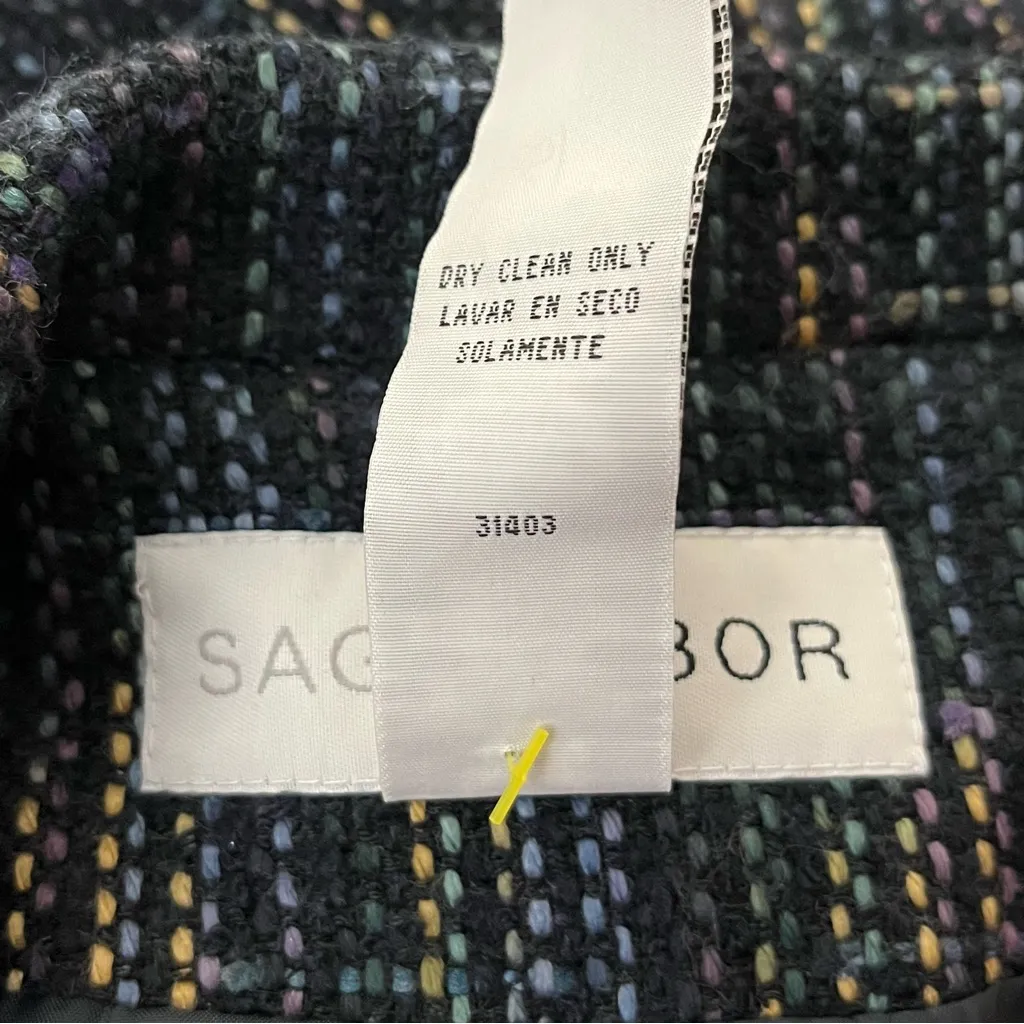 DRY CLEAN ONLY
LAVAR EN SECO
SOLAMENTE
31403
SAG BOR